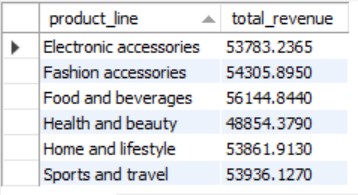 product_line total_revenue
Electronic accessories 53783.2365
Fashion accessories 54305.8950
Food and beverages 56144.8440
Health and beauty 48854.3790
Home and lifestyle 53861.9130
Sports and travel 53936.1270